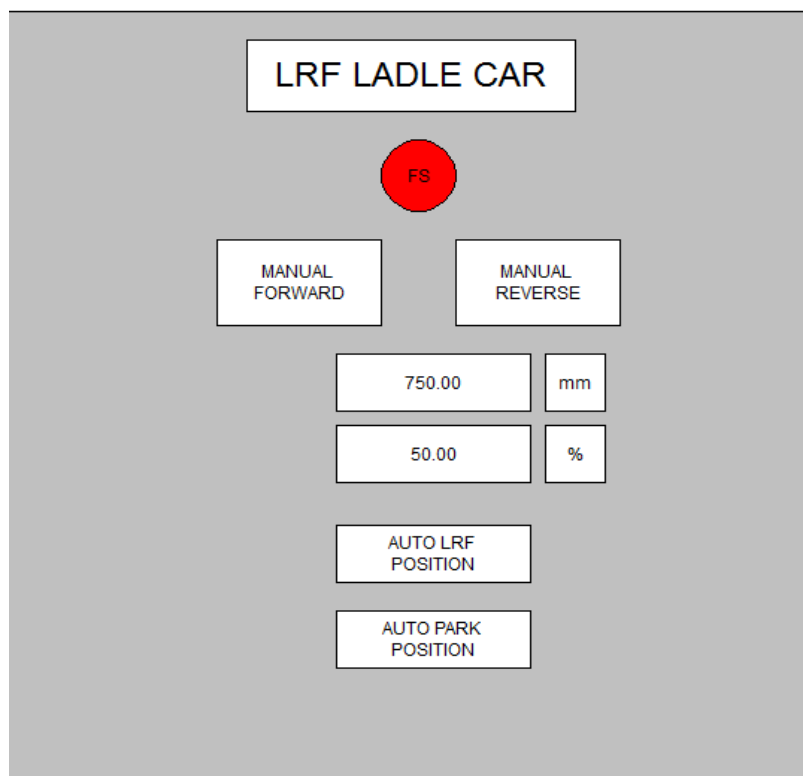 LRF LADLE CAR
FS
MANUAL
FORWARD
MANUAL
REVERSE
750.00
mm
50.00
%
AUTO LRF
POSITION
AUTO PARK
POSITION